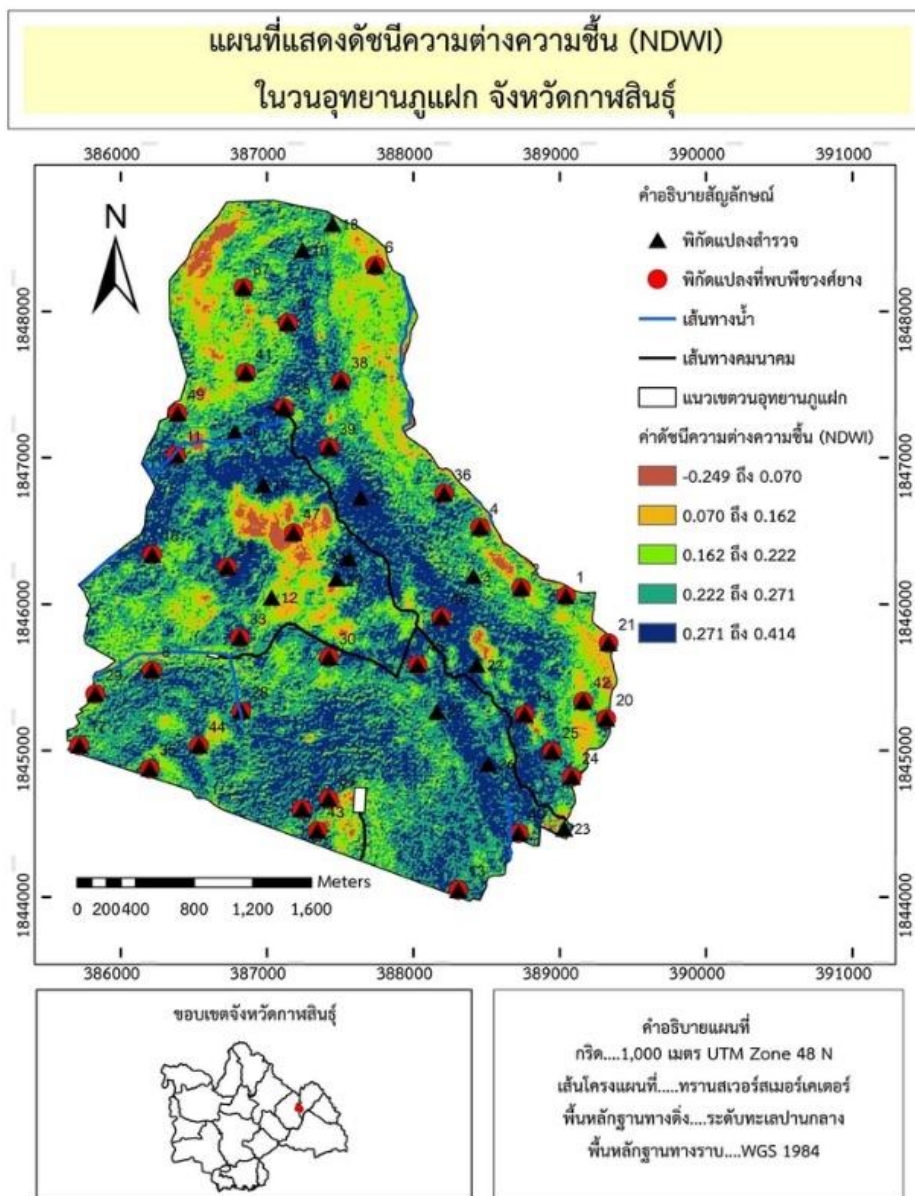 แผนที่แสดงดัชนีความต่างความชื้น (NDWI)
ในวนอุทยานภูแฝก จังหวัดกาฬสินธุ์
386000 387000 388000 389000 390000 391000
N
คำอธิบายสัญลักษณ์
พิกัดแปลงสำรวจ
พิกัดแปลงที่พบพืชวงศ์ยาง
เส้นทางน้ำ
เส้นทางคมนาคม
แนวเขตวนอุทยานภูแฝก
ค่าดัชนีความต่างความชื้น (NDWI)
-0.249 ถึง 0.070
0.070 ถึง 0.162
0.162 ถึง 0.222
0.222 ถึง 0.271
0.271 ถึง 0.414
1848000
1847000
1846000
1845000
1844000
1848000
1847000
1846000
1845000
1844000
18
6
41
38
49
11
39
36
4
47
2
1
12
33
30
21
42
20
28
44
25
24
43
23
Meters
0 200 400 800 1,200 1,600
386000 387000 388000 389000 390000 391000
ขอบเขตจังหวัดกาฬสินธุ์
คำอธิบายแผนที่
กริด....1,000 เมตร UTM Zone 48 N
เส้นโครงแผนที่.....ทรานสเวอร์สเมอร์เคเตอร์
พื้นหลักฐานทางดิ่ง....ระดับทะเลปานกลาง
พื้นหลักฐานทางราบ....WGS 1984